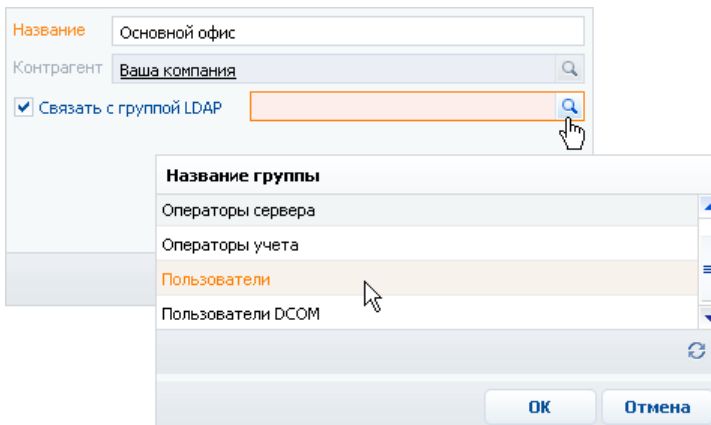 Название Основной офис
Контрагент Ваша компания
Связать с группой LDAP
Название группы
Операторы сервера
Операторы учета
Пользователи
Пользователи DCOM
ОК Отмена